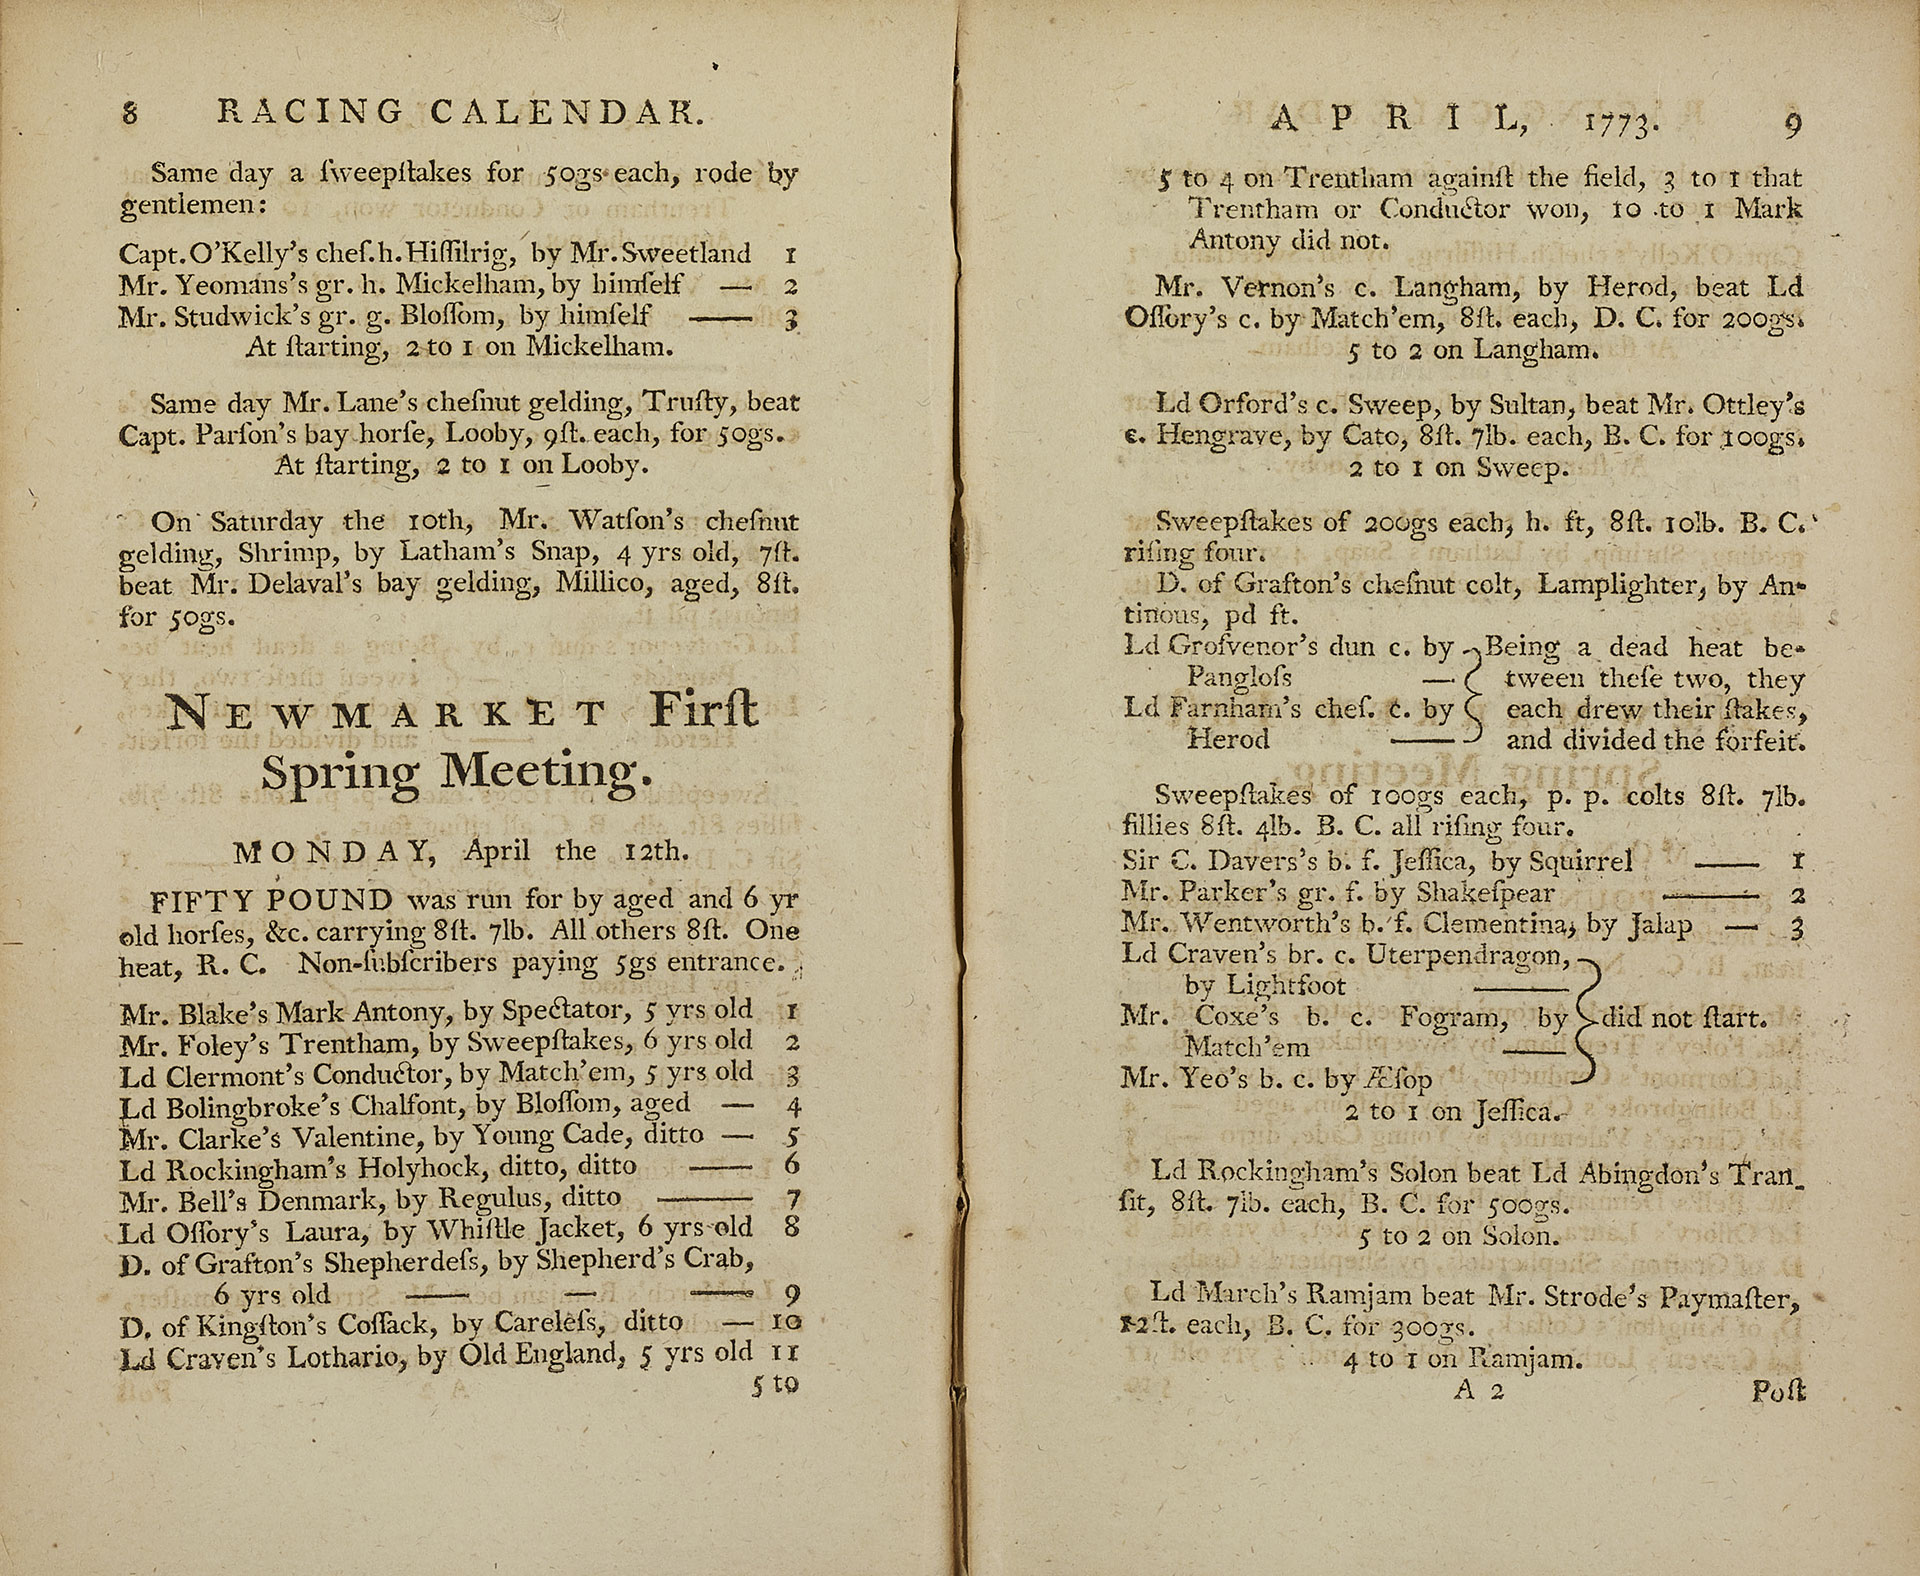 8 RACING CALENDAR.
Same day a ſweepſtakes for 50gs each, rode by
gentlemen:
Capt. O'Kelly's cheſ. h. Hiſſilrig, by Mr. Sweetland 1
Mr. Yeomans's gr. h. Mickelham, by himſelf — 2
Mr. Studwick's gr. g. Bloſſom, by himſelf —— 3
At ſtarting, 2 to 1 on Mickelham.
Same day Mr. Lane's cheſnut gelding, Truſty, beat
Capt. Parſon's bay horſe, Looby, 9ſt. each, for 50gs.
At ſtarting, 2 to 1 on Looby.
On Saturday the 10th, Mr. Watſon's cheſnut
gelding, Shrimp, by Latham's Snap, 4 yrs old, 7ſt.
beat Mr. Delaval's bay gelding, Millico, aged, 8ſt.
for 50gs.
NEWMARKET Firſt
Spring Meeting.
MONDAY, April the 12th.
FIFTY POUND was run for by aged and 6 yr
old horſes, &c. carrying 8ſt. 7lb. All others 8ſt. One
heat, R. C. Non-ſubſcribers paying 5gs entrance.
Mr. Blake's Mark Antony, by Spectator, 5 yrs old 1
Mr. Foley's Trentham, by Sweepſtakes, 6 yrs old 2
Ld Clermont's Conductor, by Match'em, 5 yrs old 3
Ld Bolingbroke's Chalfont, by Bloſſom, aged — 4
Mr. Clarke's Valentine, by Young Cade, ditto — 5
Ld Rockingham's Holyhock, ditto, ditto —— 6
Mr. Bell's Denmark, by Regulus, ditto —— 7
Ld Oſſory's Laura, by Whiſtle Jacket, 6 yrs old 8
D. of Grafton's Shepherdeſs, by Shepherd's Crab,
6 yrs old —— — —— 9
D. of Kingſton's Coſſack, by Careleſs, ditto — 10
Ld Craven's Lothario, by Old England, 5 yrs old 11
5 to
APRIL, 1773. 9
5 to 4 on Trentham againſt the field, 3 to 1 that
Trentham or Conductor won, 10 to 1 Mark
Antony did not.
Mr. Vernon's c. Langham, by Herod, beat Ld
Oſſory's c. by Match'em, 8ſt. each, D. C. for 200gs.
5 to 2 on Langham.
Ld Orford's c. Sweep, by Sultan, beat Mr. Ottley's
c. Hengrave, by Cato, 8ſt. 7lb. each, B. C. for 100gs.
2 to 1 on Sweep.
Sweepſtakes of 200gs each, h. ft, 8ſt. 10lb. B. C.
riſing four.
D. of Grafton's cheſnut colt, Lamplighter, by An-
tinous, pd ft.
Ld Groſvenor's dun c. by Being a dead heat be-
Pangloſs — tween theſe two, they
Ld Farnham's cheſ. c. by each drew their ſtakes,
Herod —— and divided the forfeit.
Sweepſtakes of 100gs each, p. p. colts 8ſt. 7lb.
fillies 8ſt. 4lb. B. C. all riſing four.
Sir C. Davers's b. f. Jeſſica, by Squirrel —— 1
Mr. Parker's gr. f. by Shakeſpear —— 2
Mr. Wentworth's b. f. Clementina, by Jalap — 3
Ld Craven's br. c. Uterpendragon,
by Lightfoot ——
Mr. Coxe's b. c. Fogram, by did not ſtart.
Match'em ——
Mr. Yeo's b. c. by Æſop
2 to 1 on Jeſſica.
Ld Rockingham's Solon beat Ld Abingdon's Tran-
ſit, 8ſt. 7lb. each, B. C. for 500gs.
5 to 2 on Solon.
Ld March's Ramjam beat Mr. Strode's Paymaſter,
12ſt. each, B. C. for 300gs.
4 to 1 on Ramjam.
A 2 Poſt